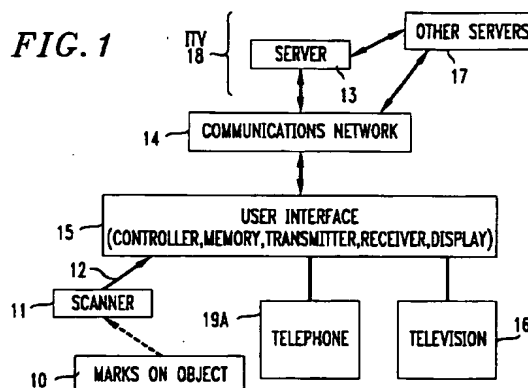 FIG. 1
ITV
18
SERVER
13
OTHER SERVERS
17
14
COMMUNICATIONS NETWORK
15
USER INTERFACE
(CONTROLLER,MEMORY,TRANSMITTER,RECEIVER,DISPLAY)
12
11
SCANNER
19A
TELEPHONE
TELEVISION
16
10
MARKS ON OBJECT